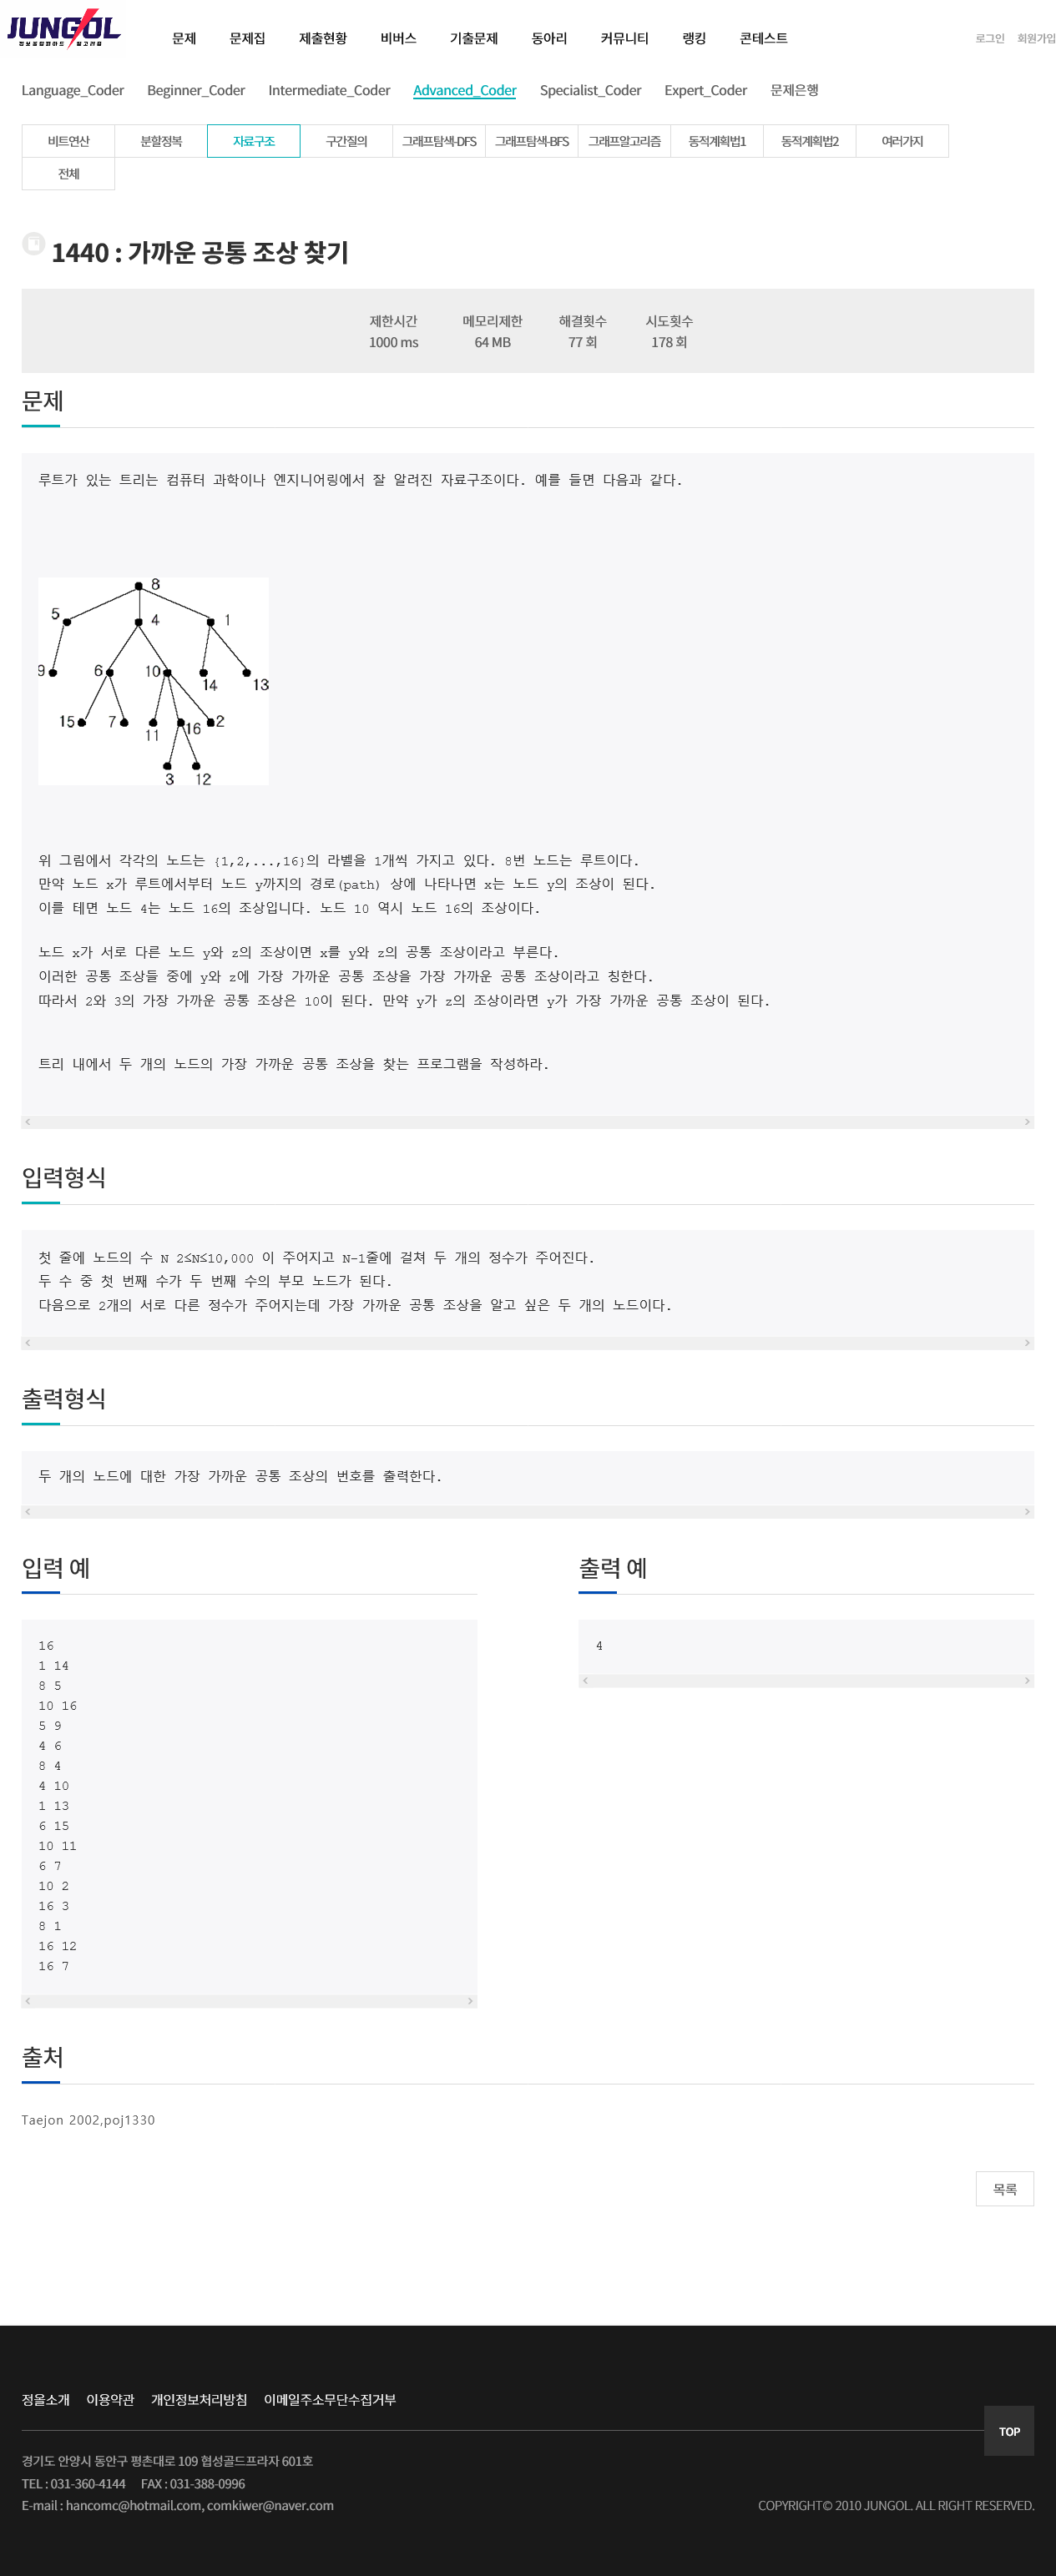 JUNGOL
정보올림피아드 & 알고리즘
문제 문제집 제출현황 비버스 기출문제 동아리 커뮤니티 랭킹 콘테스트 로그인 회원가입
Language_Coder Beginner_Coder Intermediate_Coder Advanced_Coder Specialist_Coder Expert_Coder 문제은행
비트연산 분할정복 자료구조 구간질의 그래프탐색-DFS 그래프탐색-BFS 그래프알고리즘 동적계획법1 동적계획법2 여러가지
전체
1440 : 가까운 공통 조상 찾기
제한시간 메모리제한 해결횟수 시도횟수
1000 ms 64 MB 77 회 178 회
문제
루트가 있는 트리는 컴퓨터 과학이나 엔지니어링에서 잘 알려진 자료구조이다. 예를 들면 다음과 같다.
8
5 4 1
9 6 10 14 13
15 7 11 16 2
3 12
위 그림에서 각각의 노드는 {1,2,...,16}의 라벨을 1개씩 가지고 있다. 8번 노드는 루트이다.
만약 노드 x가 루트에서부터 노드 y까지의 경로(path) 상에 나타나면 x는 노드 y의 조상이 된다.
이를 테면 노드 4는 노드 16의 조상입니다. 노드 10 역시 노드 16의 조상이다.
노드 x가 서로 다른 노드 y와 z의 조상이면 x를 y와 z의 공통 조상이라고 부른다.
이러한 공통 조상들 중에 y와 z에 가장 가까운 공통 조상을 가장 가까운 공통 조상이라고 칭한다.
따라서 2와 3의 가장 가까운 공통 조상은 10이 된다. 만약 y가 z의 조상이라면 y가 가장 가까운 공통 조상이 된다.
트리 내에서 두 개의 노드의 가장 가까운 공통 조상을 찾는 프로그램을 작성하라.
입력형식
첫 줄에 노드의 수 N 2≤N≤10,000 이 주어지고 N-1줄에 걸쳐 두 개의 정수가 주어진다.
두 수 중 첫 번째 수가 두 번째 수의 부모 노드가 된다.
다음으로 2개의 서로 다른 정수가 주어지는데 가장 가까운 공통 조상을 알고 싶은 두 개의 노드이다.
출력형식
두 개의 노드에 대한 가장 가까운 공통 조상의 번호를 출력한다.
입력 예
16
1 14
8 5
10 16
5 9
4 6
8 4
4 10
1 13
6 15
10 11
6 7
10 2
16 3
8 1
16 12
16 7
출력 예
4
출처
Taejon 2002,poj1330
목록
정올소개 이용약관 개인정보처리방침 이메일주소무단수집거부
TOP
경기도 안양시 동안구 평촌대로 109 협성골드프라자 601호
TEL : 031-360-4144 FAX : 031-388-0996
E-mail : hancomc@hotmail.com, comkiwer@naver.com
COPYRIGHT© 2010 JUNGOL. ALL RIGHT RESERVED.